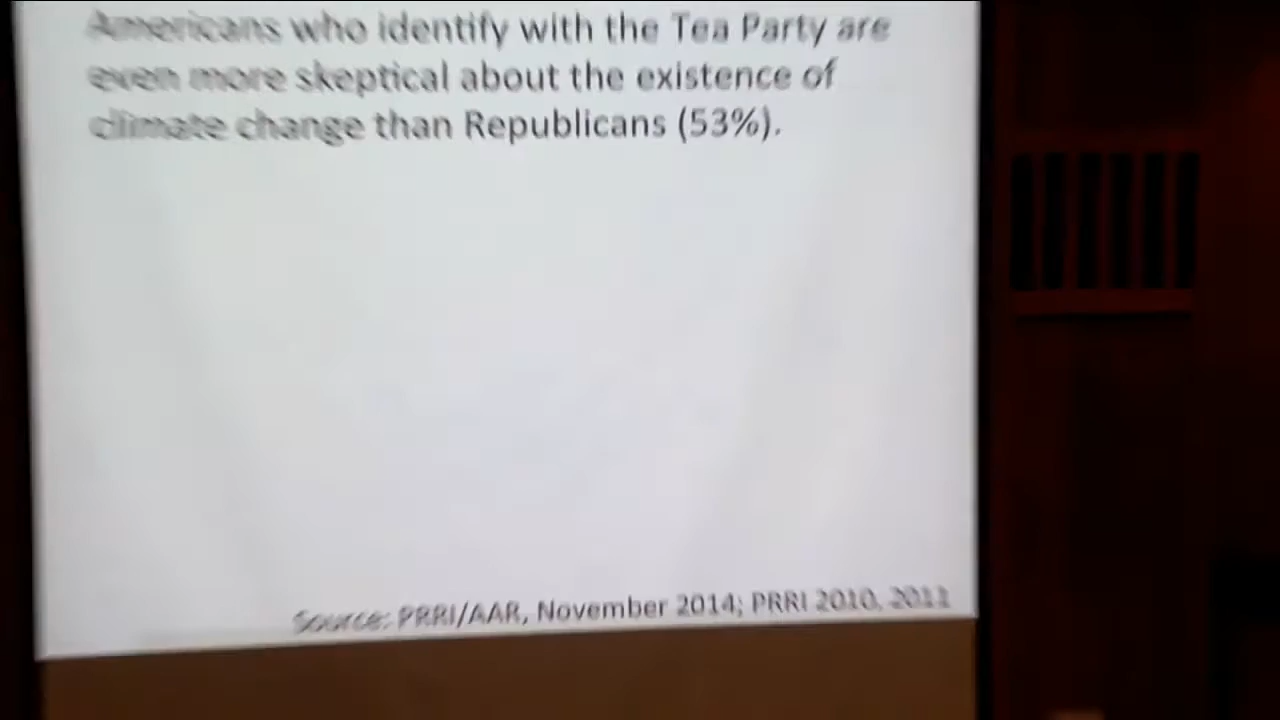 Americans who identify with the Tea Party are
even more skeptical about the existence of
climate change than Republicans (53%).
Source: PRRI/AAR, November 2014; PRRI 2010, 2011